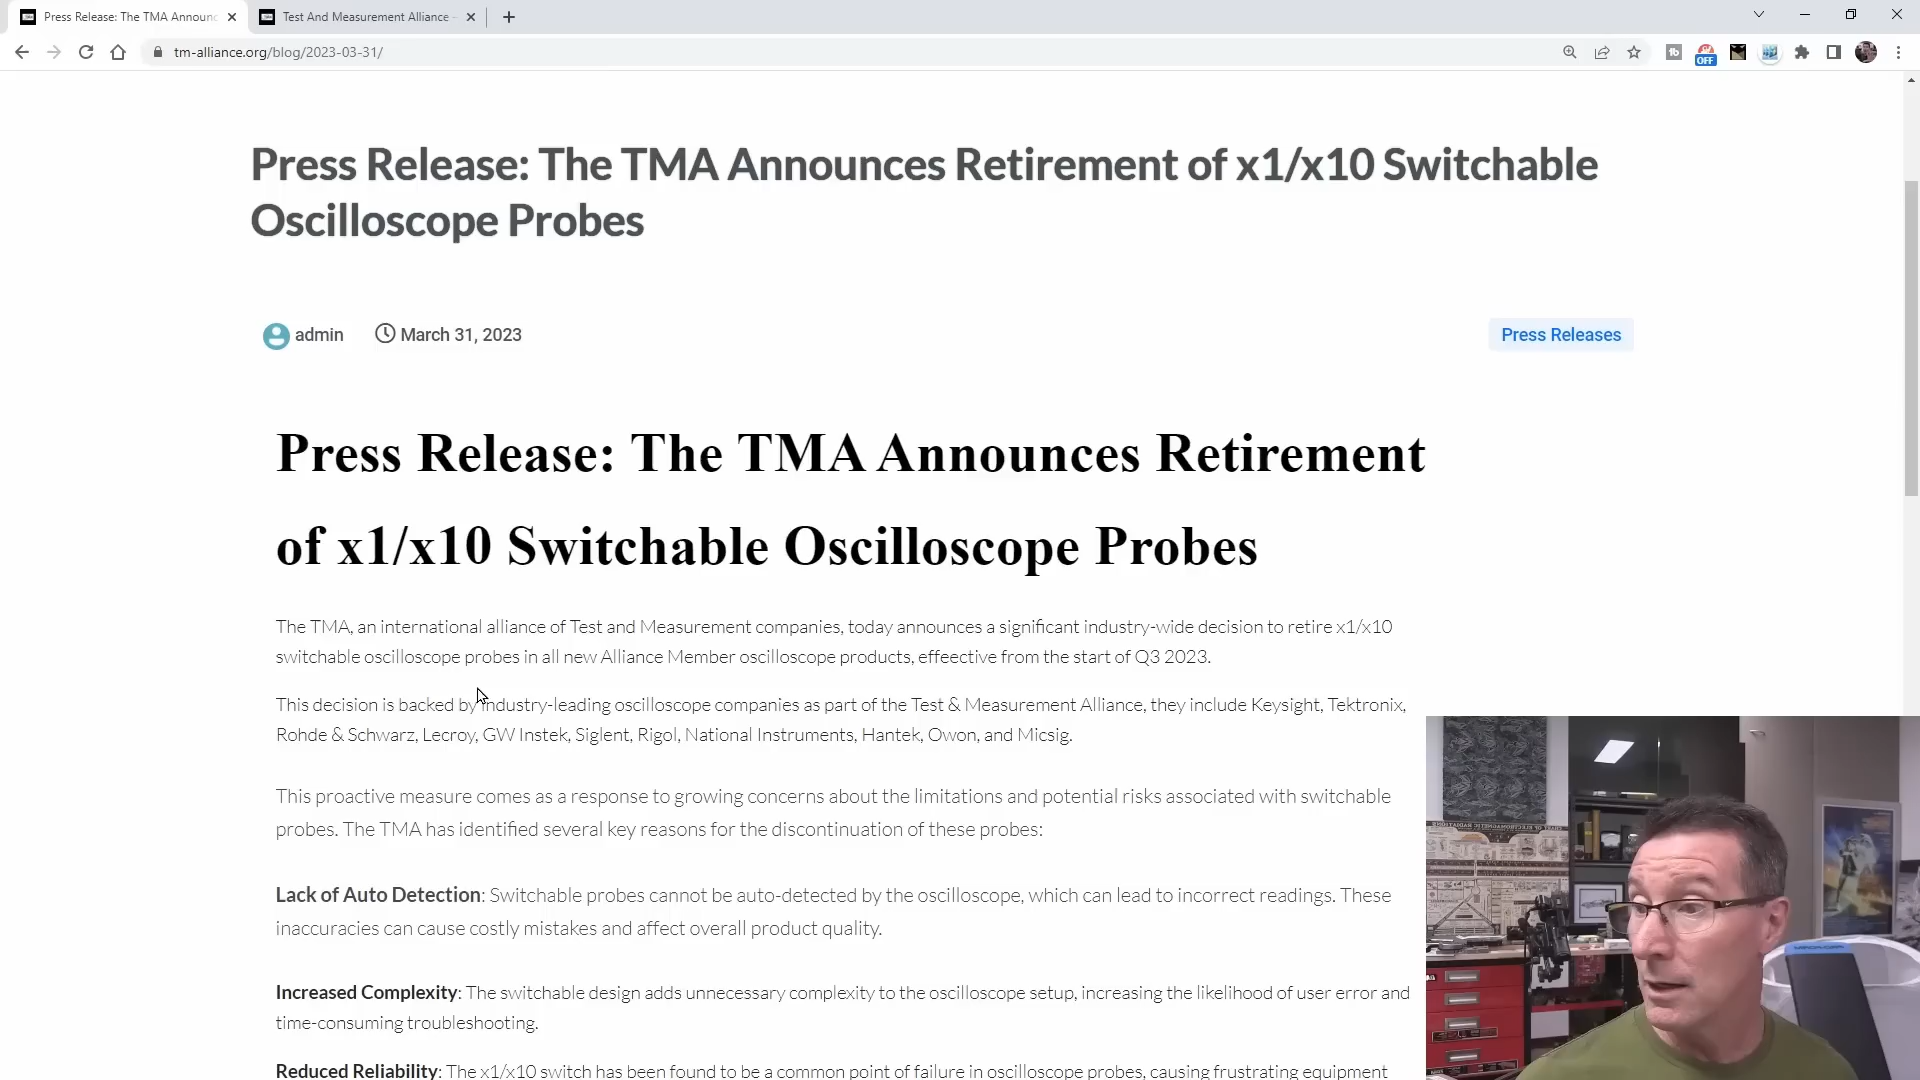 Press Release: The TMA Announc
Test And Measurement Alliance -
tm-alliance.org/blog/2023-03-31/
OFF
Press Release: The TMA Announces Retirement of x1/x10 Switchable
Oscilloscope Probes
admin
March 31, 2023
Press Releases
Press Release: The TMA Announces Retirement
of x1/x10 Switchable Oscilloscope Probes
The TMA, an international alliance of Test and Measurement companies, today announces a significant industry-wide decision to retire x1/x10
switchable oscilloscope probes in all new Alliance Member oscilloscope products, effeective from the start of Q3 2023.
This decision is backed by industry-leading oscilloscope companies as part of the Test & Measurement Alliance, they include Keysight, Tektronix,
Rohde & Schwarz, Lecroy, GW Instek, Siglent, Rigol, National Instruments, Hantek, Owon, and Micsig.
This proactive measure comes as a response to growing concerns about the limitations and potential risks associated with switchable
probes. The TMA has identified several key reasons for the discontinuation of these probes:
Lack of Auto Detection: Switchable probes cannot be auto-detected by the oscilloscope, which can lead to incorrect readings. These
inaccuracies can cause costly mistakes and affect overall product quality.
Increased Complexity: The switchable design adds unnecessary complexity to the oscilloscope setup, increasing the likelihood of user error and
time-consuming troubleshooting.
Reduced Reliability: The x1/x10 switch has been found to be a common point of failure in oscilloscope probes, causing frustrating equipment